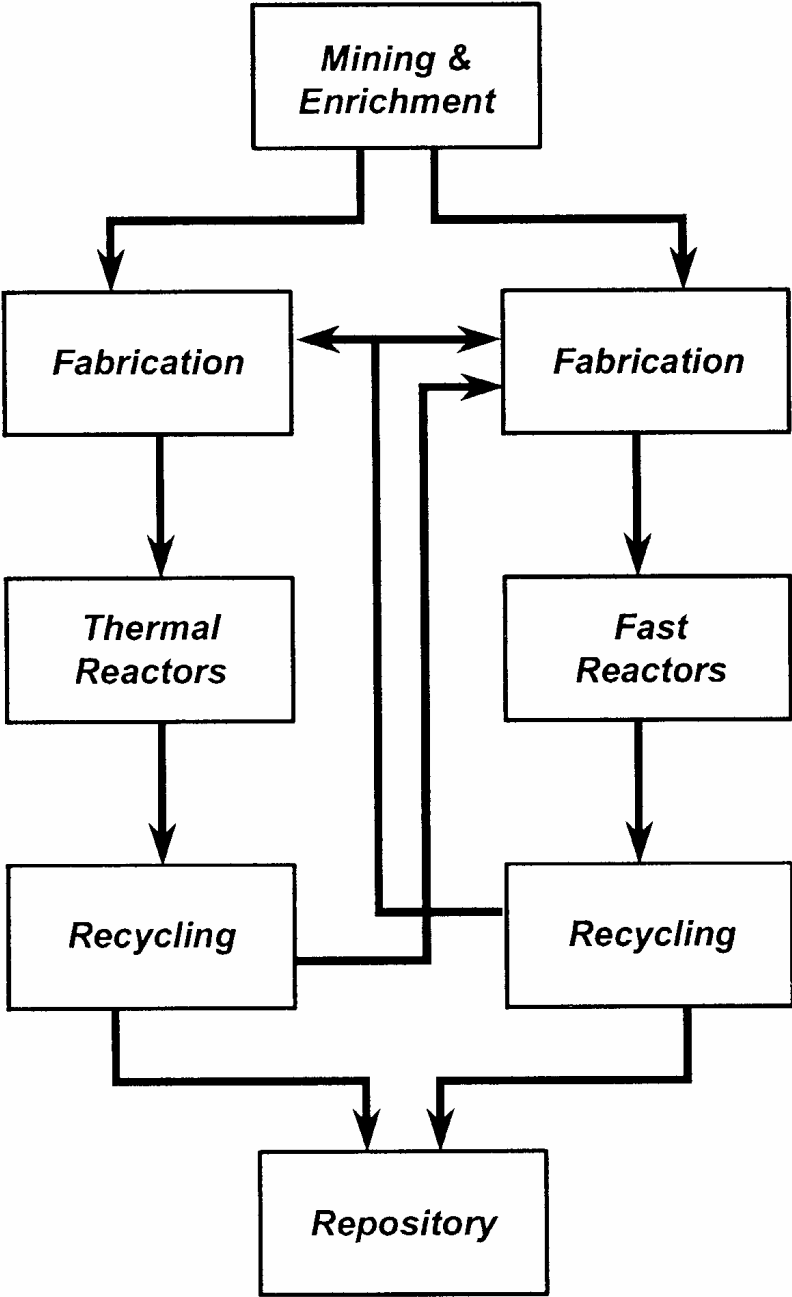 Mining &
Enrichment
Fabrication
Fabrication
Thermal
Reactors
Fast
Reactors
Recycling
Recycling
Repository